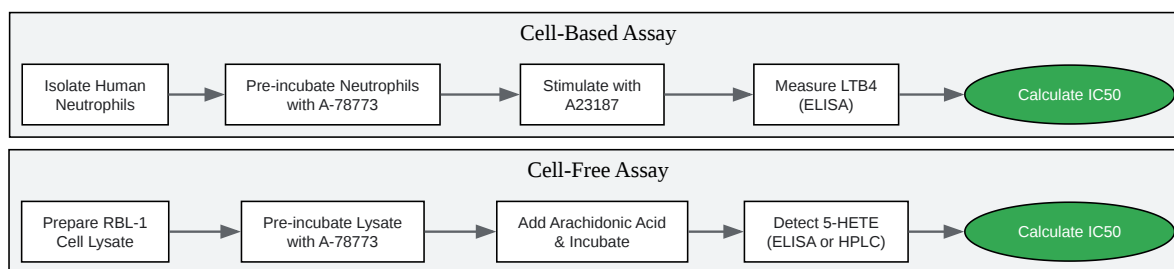 Cell-Based Assay
Isolate Human
Neutrophils
Pre-incubate Neutrophils
with A-78773
Stimulate with
A23187
Measure LTB4
(ELISA)
Calculate IC50
Cell-Free Assay
Prepare RBL-1
Cell Lysate
Pre-incubate Lysate
with A-78773
Add Arachidonic Acid
& Incubate
Detect 5-HETE
(ELISA or HPLC)
Calculate IC50